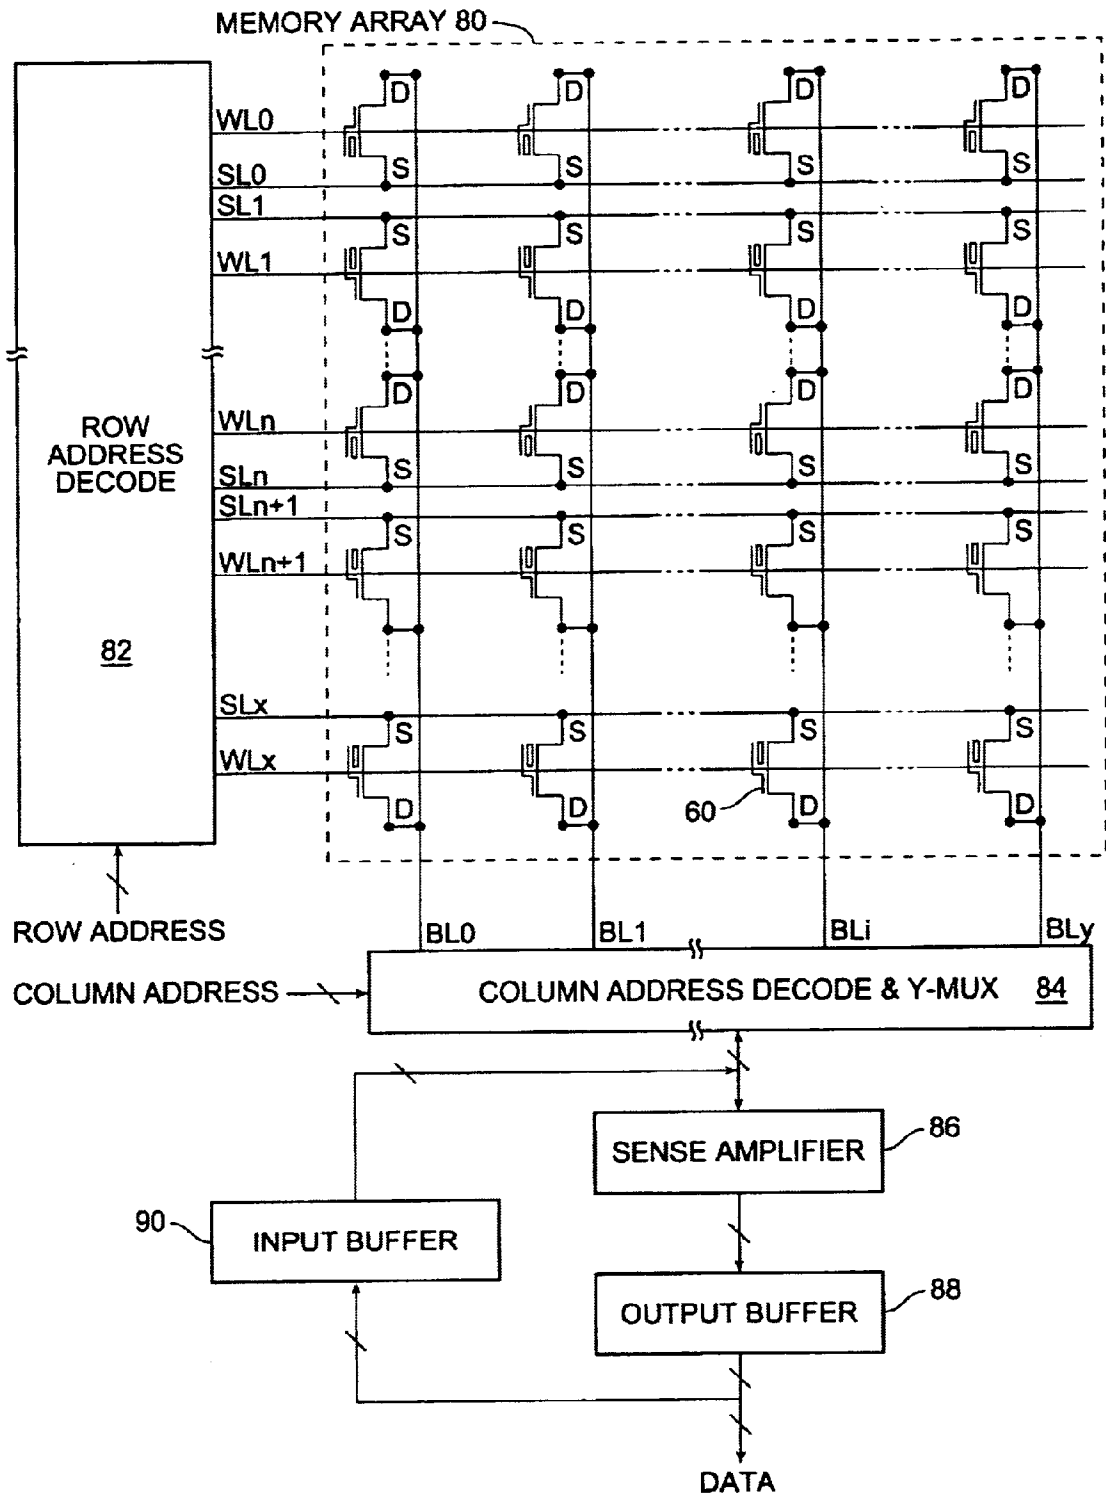 MEMORY ARRAY 80
D D D D
WL0
S S S S
SL0
SL1
S S S S
WL1
D D D D
D D D D
WLn
ROW
ADDRESS
DECODE
S S S S
SLn
SLn+1
S S S S
WLn+1
82
SLx
S S S S
WLx
60
D D D D
ROW ADDRESS
BL0 BL1 BLi BLy
COLUMN ADDRESS
COLUMN ADDRESS DECODE & Y-MUX 84
SENSE AMPLIFIER
86
90
INPUT BUFFER
OUTPUT BUFFER
88
DATA